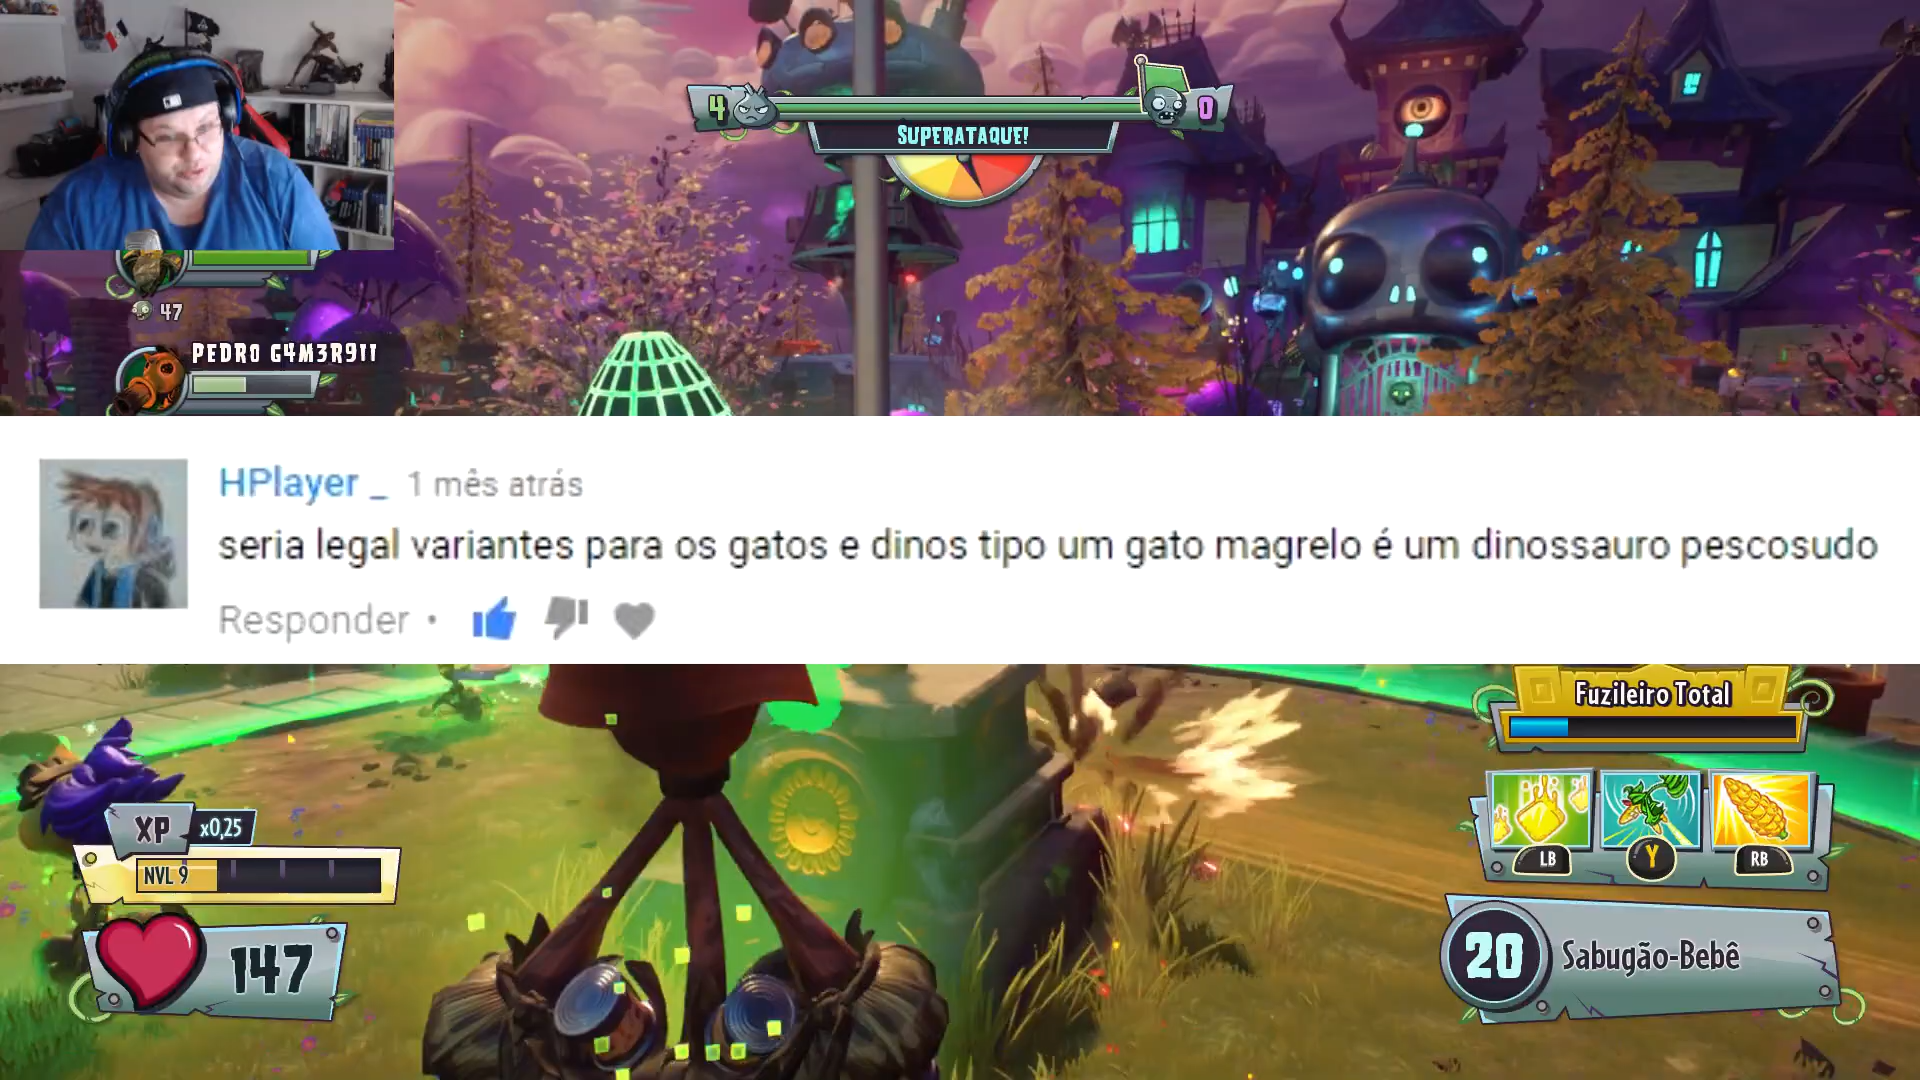 4
0
SUPERATAQUE!
47
PEDRO G4M3R911
HPlayer _ 1 mês atrás
seria legal variantes para os gatos e dinos tipo um gato magrelo é um dinossauro pescosudo
Responder •
Fuzileiro Total
XP x0,25
NVL 9
LB Y RB
147
20 Sabugão-Bebê